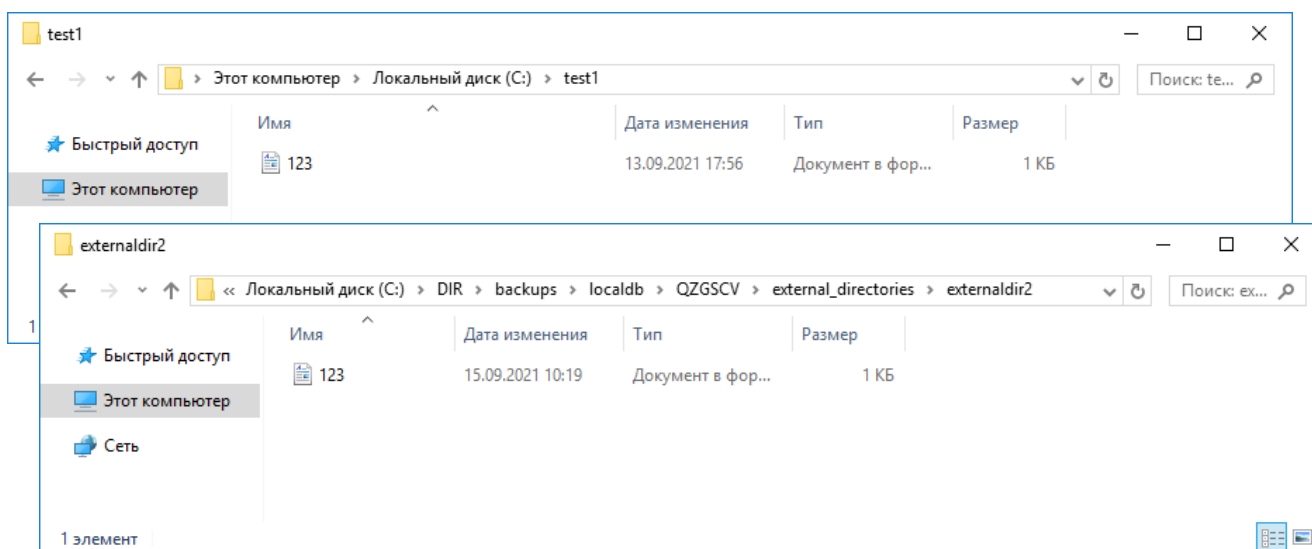 test1
Этот компьютер > Локальный диск (C:) > test1
Поиск: te...
Имя Дата изменения Тип Размер
Быстрый доступ
123 13.09.2021 17:56 Документ в фор... 1 КБ
Этот компьютер
externaldir2
« Локальный диск (C:) > DIR > backups > localdb > QZGSCV > external_directories > externaldir2
Поиск: ex...
1
Имя Дата изменения Тип Размер
Быстрый доступ
123 15.09.2021 10:19 Документ в фор... 1 КБ
Этот компьютер
Сеть
1 элемент